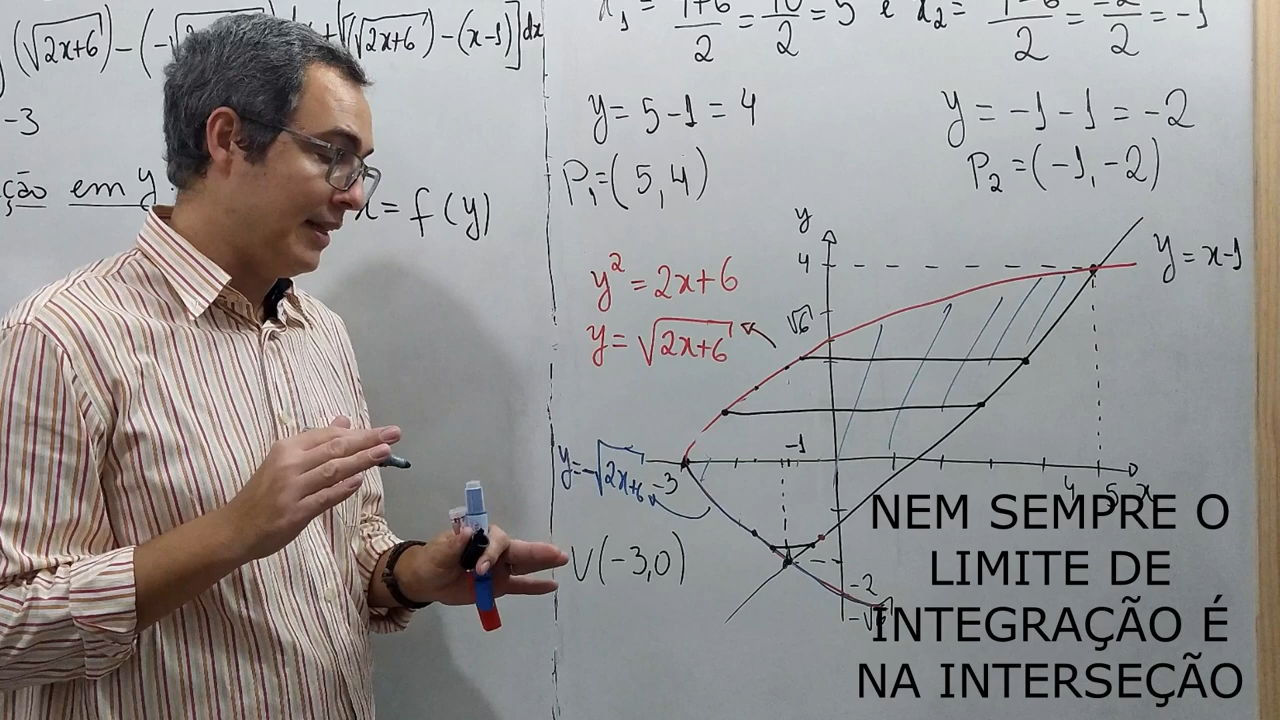 (√2x+6) - (-√2 + [(√2x+6) - (x-1)] dx
-3
ção em y
x = f(y)
x₁ = 1+6/2 = 10/2 = 5 e x₂ = 1-6/2 = -2/2 = -1
y = 5-1 = 4
y = -1-1 = -2
P₁=(5,4)
P₂=(-1,-2)
y
4
y = x-1
y² = 2x+6
√6
y = √2x+6
-1
y=-√2x+6
-3
4
5
x
V(-3,0)
-2
-√6
NEM SEMPRE O
LIMITE DE
INTEGRAÇÃO É
NA INTERSEÇÃO